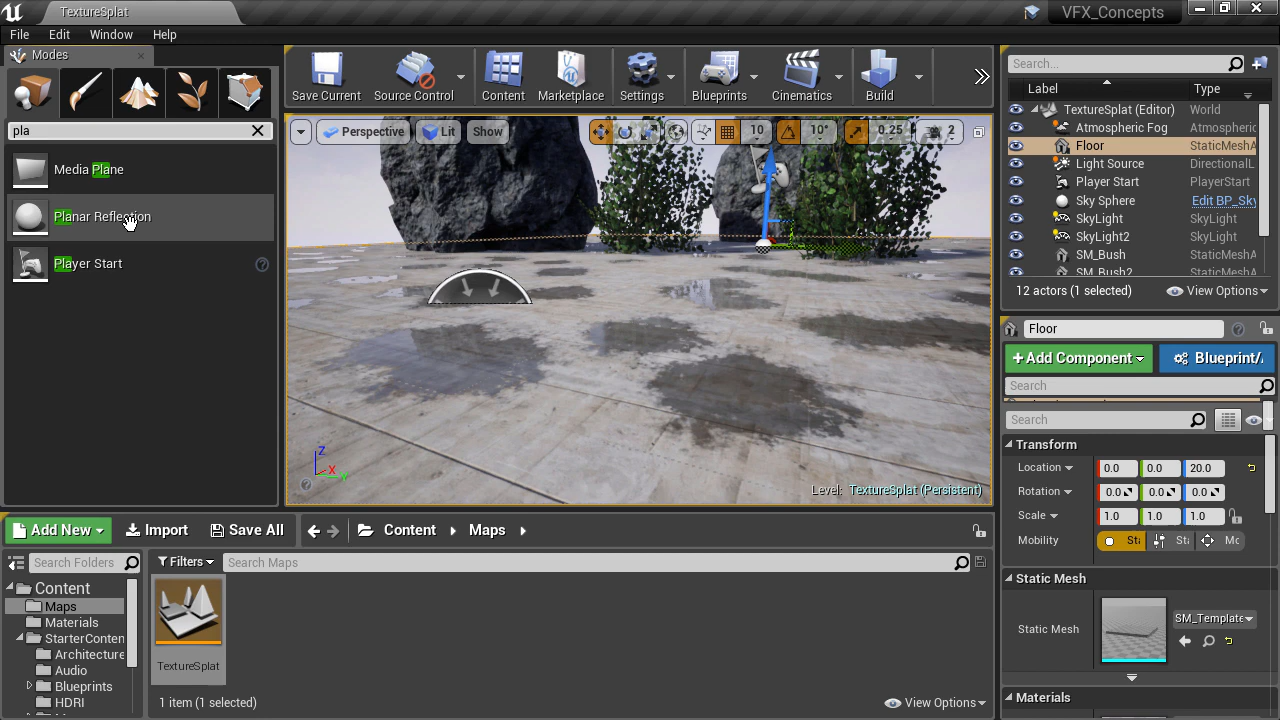 TextureSplat
VFX_Concepts
File Edit Window Help
Modes
pla
Media Plane
Planar Reflection
Player Start
Save Current
Source Control
Content
Marketplace
Settings
Blueprints
Cinematics
Build
Perspective
Lit
Show
10
10°
0.25
2
Z
X
Y
Level: TextureSplat (Persistent)
Search...
Label Type
TextureSplat (Editor) World
Atmospheric Fog Atmospheric
Floor StaticMeshA
Light Source DirectionalL
Player Start PlayerStart
Sky Sphere Edit BP_Sky
SkyLight SkyLight
SkyLight2 SkyLight
SM_Bush StaticMeshA
SM_Bush2 StaticMeshA
12 actors (1 selected)
View Options
Floor
+Add Component
Blueprint/
Search
Search
Transform
Location 0.0 0.0 20.0
Rotation 0.0 0.0 0.0
Scale 1.0 1.0 1.0
Mobility Sta Sta Mo
Static Mesh
Static Mesh
SM_Template
Materials
Add New
Import
Save All
Content
Maps
Search Folders
Filters
Search Maps
Content
Maps
Materials
StarterConten
Architecture
Audio
Blueprints
HDRI
TextureSplat
1 item (1 selected)
View Options